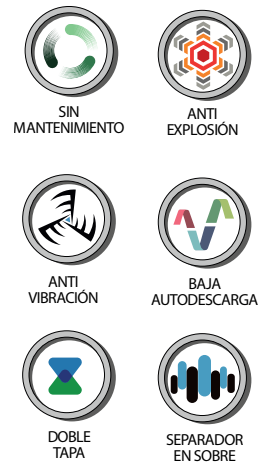 SIN
MANTENIMIENTO
ANTI
EXPLOSIÓN
ANTI
VIBRACIÓN
BAJA
AUTODESCARGA
DOBLE
TAPA
SEPARADOR
EN SOBRE